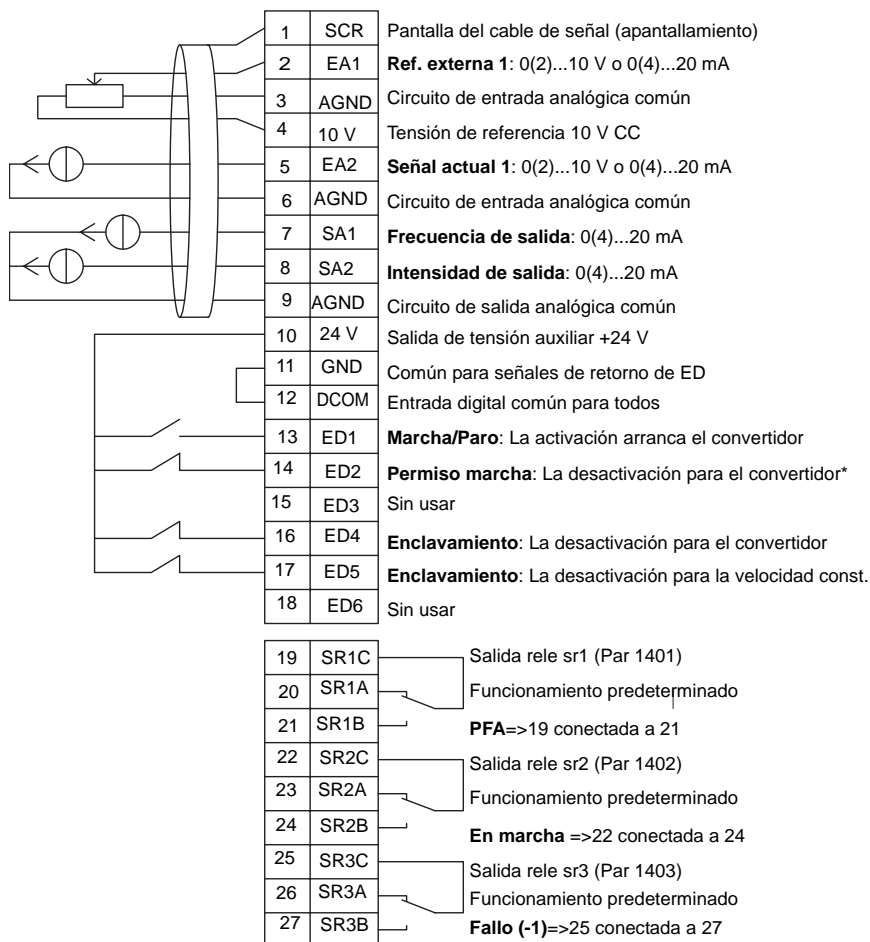 1 SCR Pantalla del cable de señal (apantallamiento)
2 EA1 Ref. externa 1: 0(2)...10 V o 0(4)...20 mA
3 AGND Circuito de entrada analógica común
4 10 V Tensión de referencia 10 V CC
5 EA2 Señal actual 1: 0(2)...10 V o 0(4)...20 mA
6 AGND Circuito de entrada analógica común
7 SA1 Frecuencia de salida: 0(4)...20 mA
8 SA2 Intensidad de salida: 0(4)...20 mA
9 AGND Circuito de salida analógica común
10 24 V Salida de tensión auxiliar +24 V
11 GND Común para señales de retorno de ED
12 DCOM Entrada digital común para todos
13 ED1 Marcha/Paro: La activación arranca el convertidor
14 ED2 Permiso marcha: La desactivación para el convertidor*
15 ED3 Sin usar
16 ED4 Enclavamiento: La desactivación para el convertidor
17 ED5 Enclavamiento: La desactivación para la velocidad const.
18 ED6 Sin usar
19 SR1C Salida rele sr1 (Par 1401)
20 SR1A Funcionamiento predeterminado
21 SR1B PFA=>19 conectada a 21
22 SR2C Salida rele sr2 (Par 1402)
23 SR2A Funcionamiento predeterminado
24 SR2B En marcha =>22 conectada a 24
25 SR3C Salida rele sr3 (Par 1403)
26 SR3A Funcionamiento predeterminado
27 SR3B Fallo (-1)=>25 conectada a 27